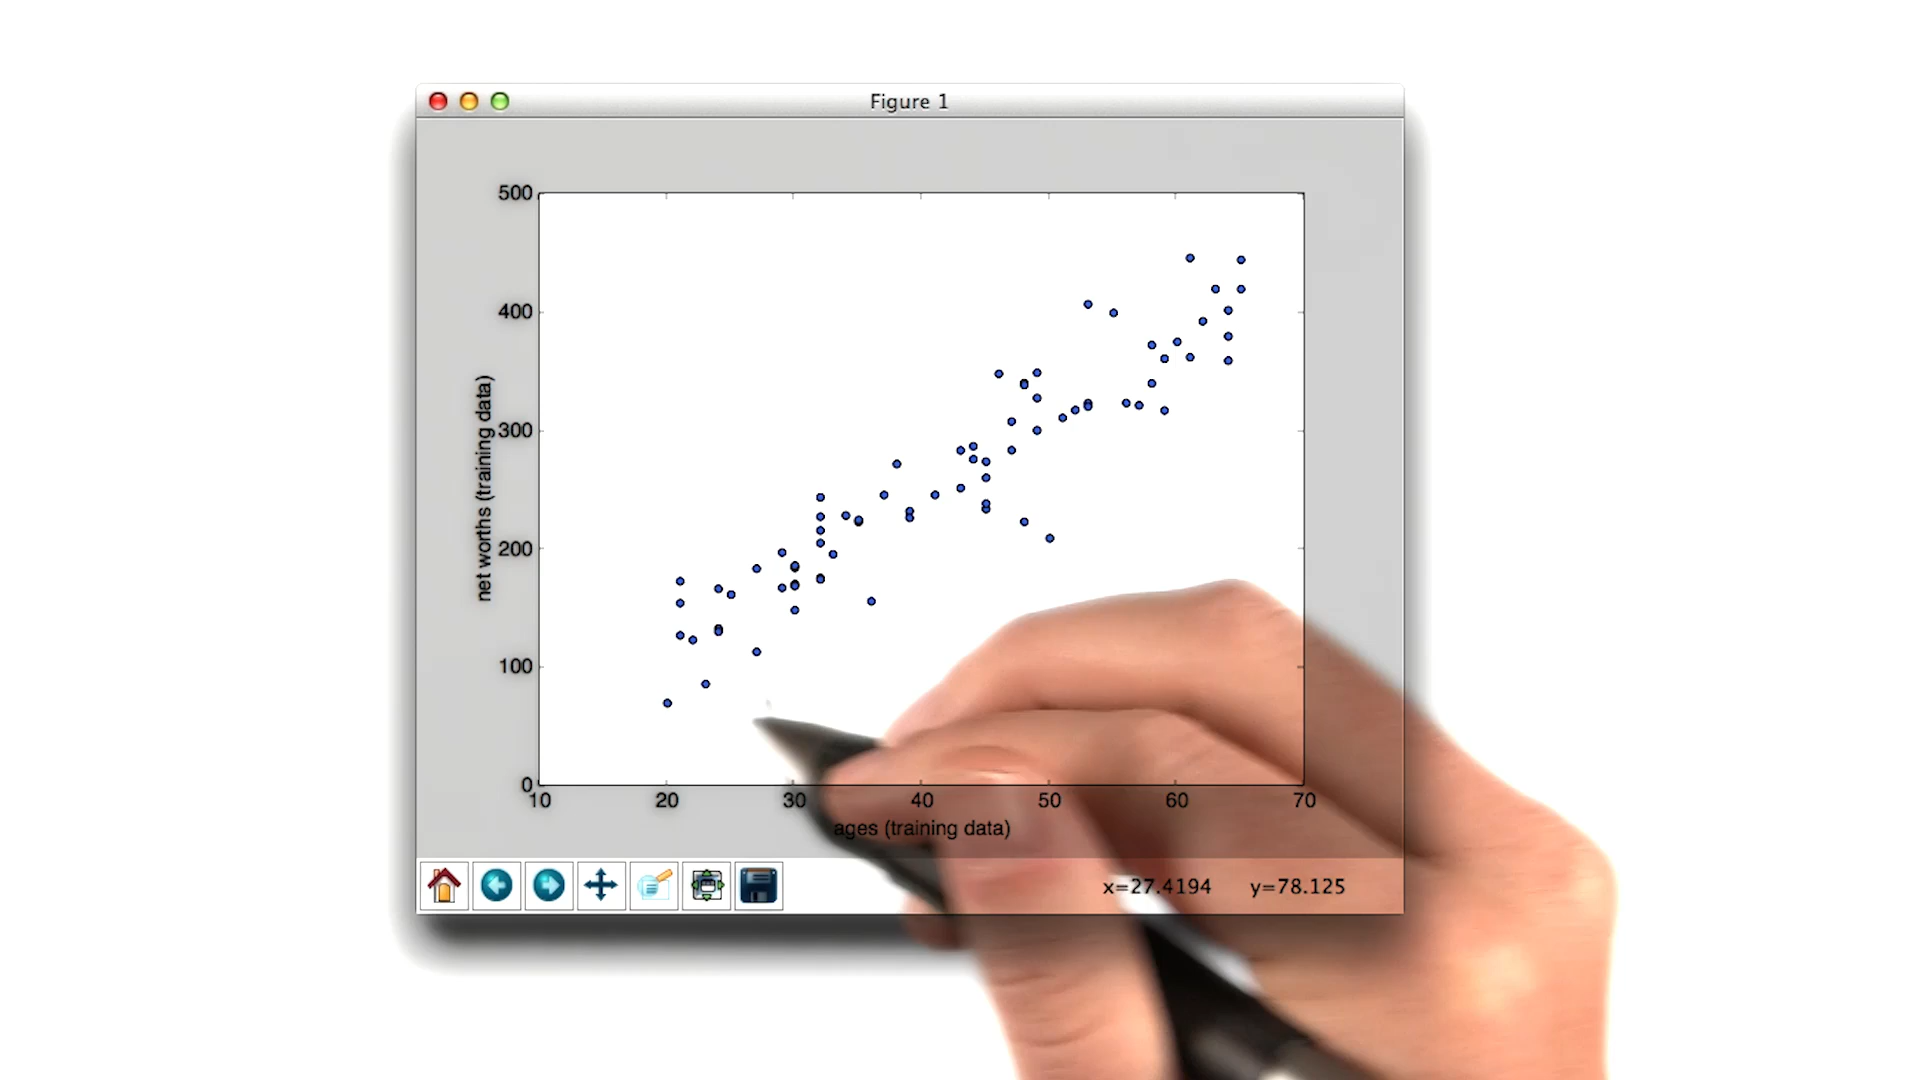 Figure 1
500
400
300
200
100
0
net worths (training data)
10 20 30 40 50 60 70
ages (training data)
x=27.4194 y=78.125